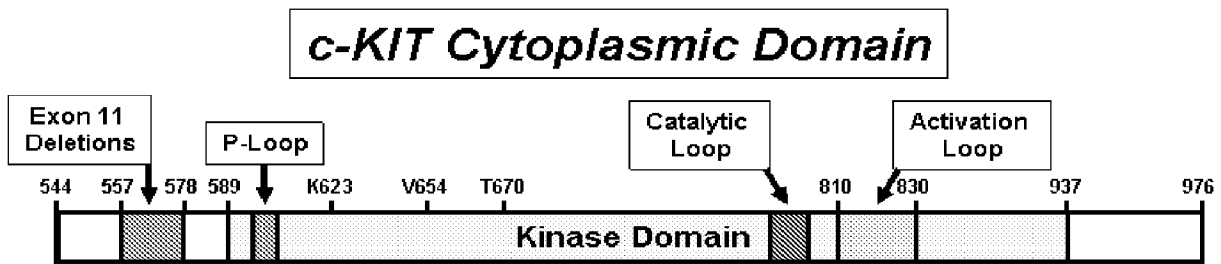 c-KIT Cytoplasmic Domain
Exon 11
Deletions
P-Loop
Catalytic
Loop
Activation
Loop
544 557 578 589 K623 V654 T670 810 830 937 976
Kinase Domain